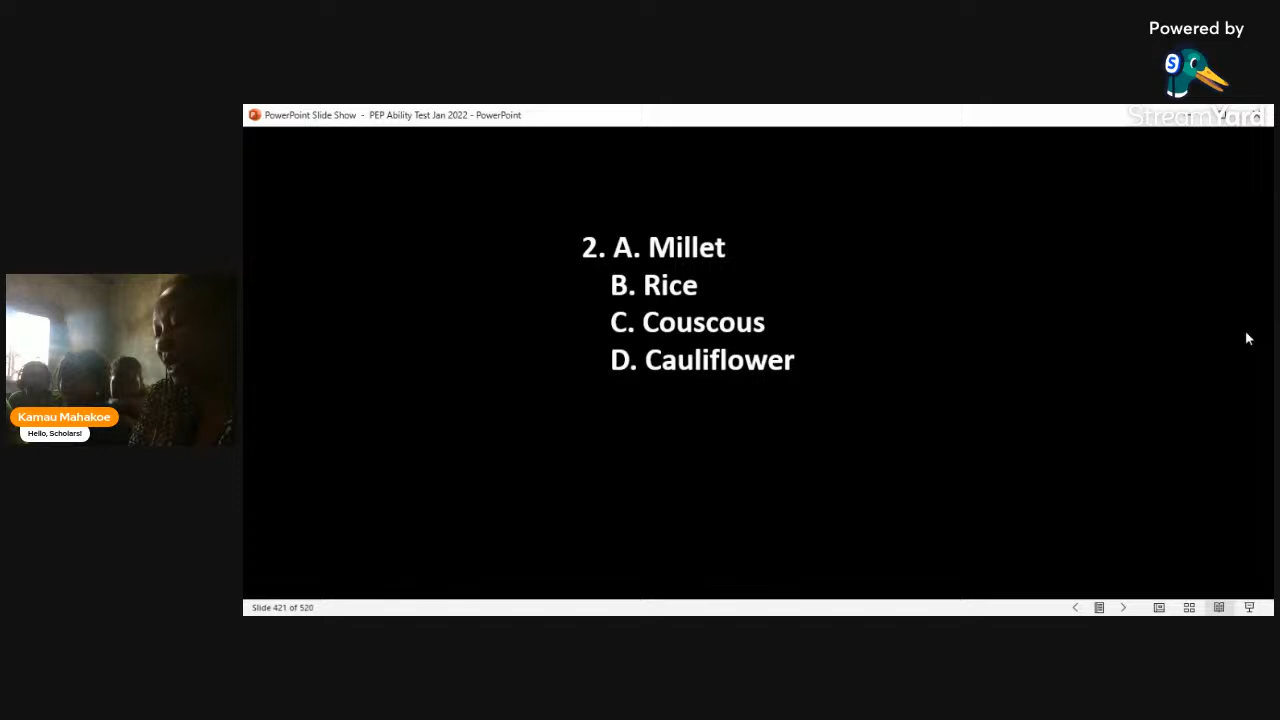 Powered by
S
StreamYard
PowerPoint Slide Show - PEP Ability Test Jan 2022 - PowerPoint
2. A. Millet
B. Rice
C. Couscous
D. Cauliflower
Kamau Mahakoe
Hello, Scholars!
Slide 421 of 520